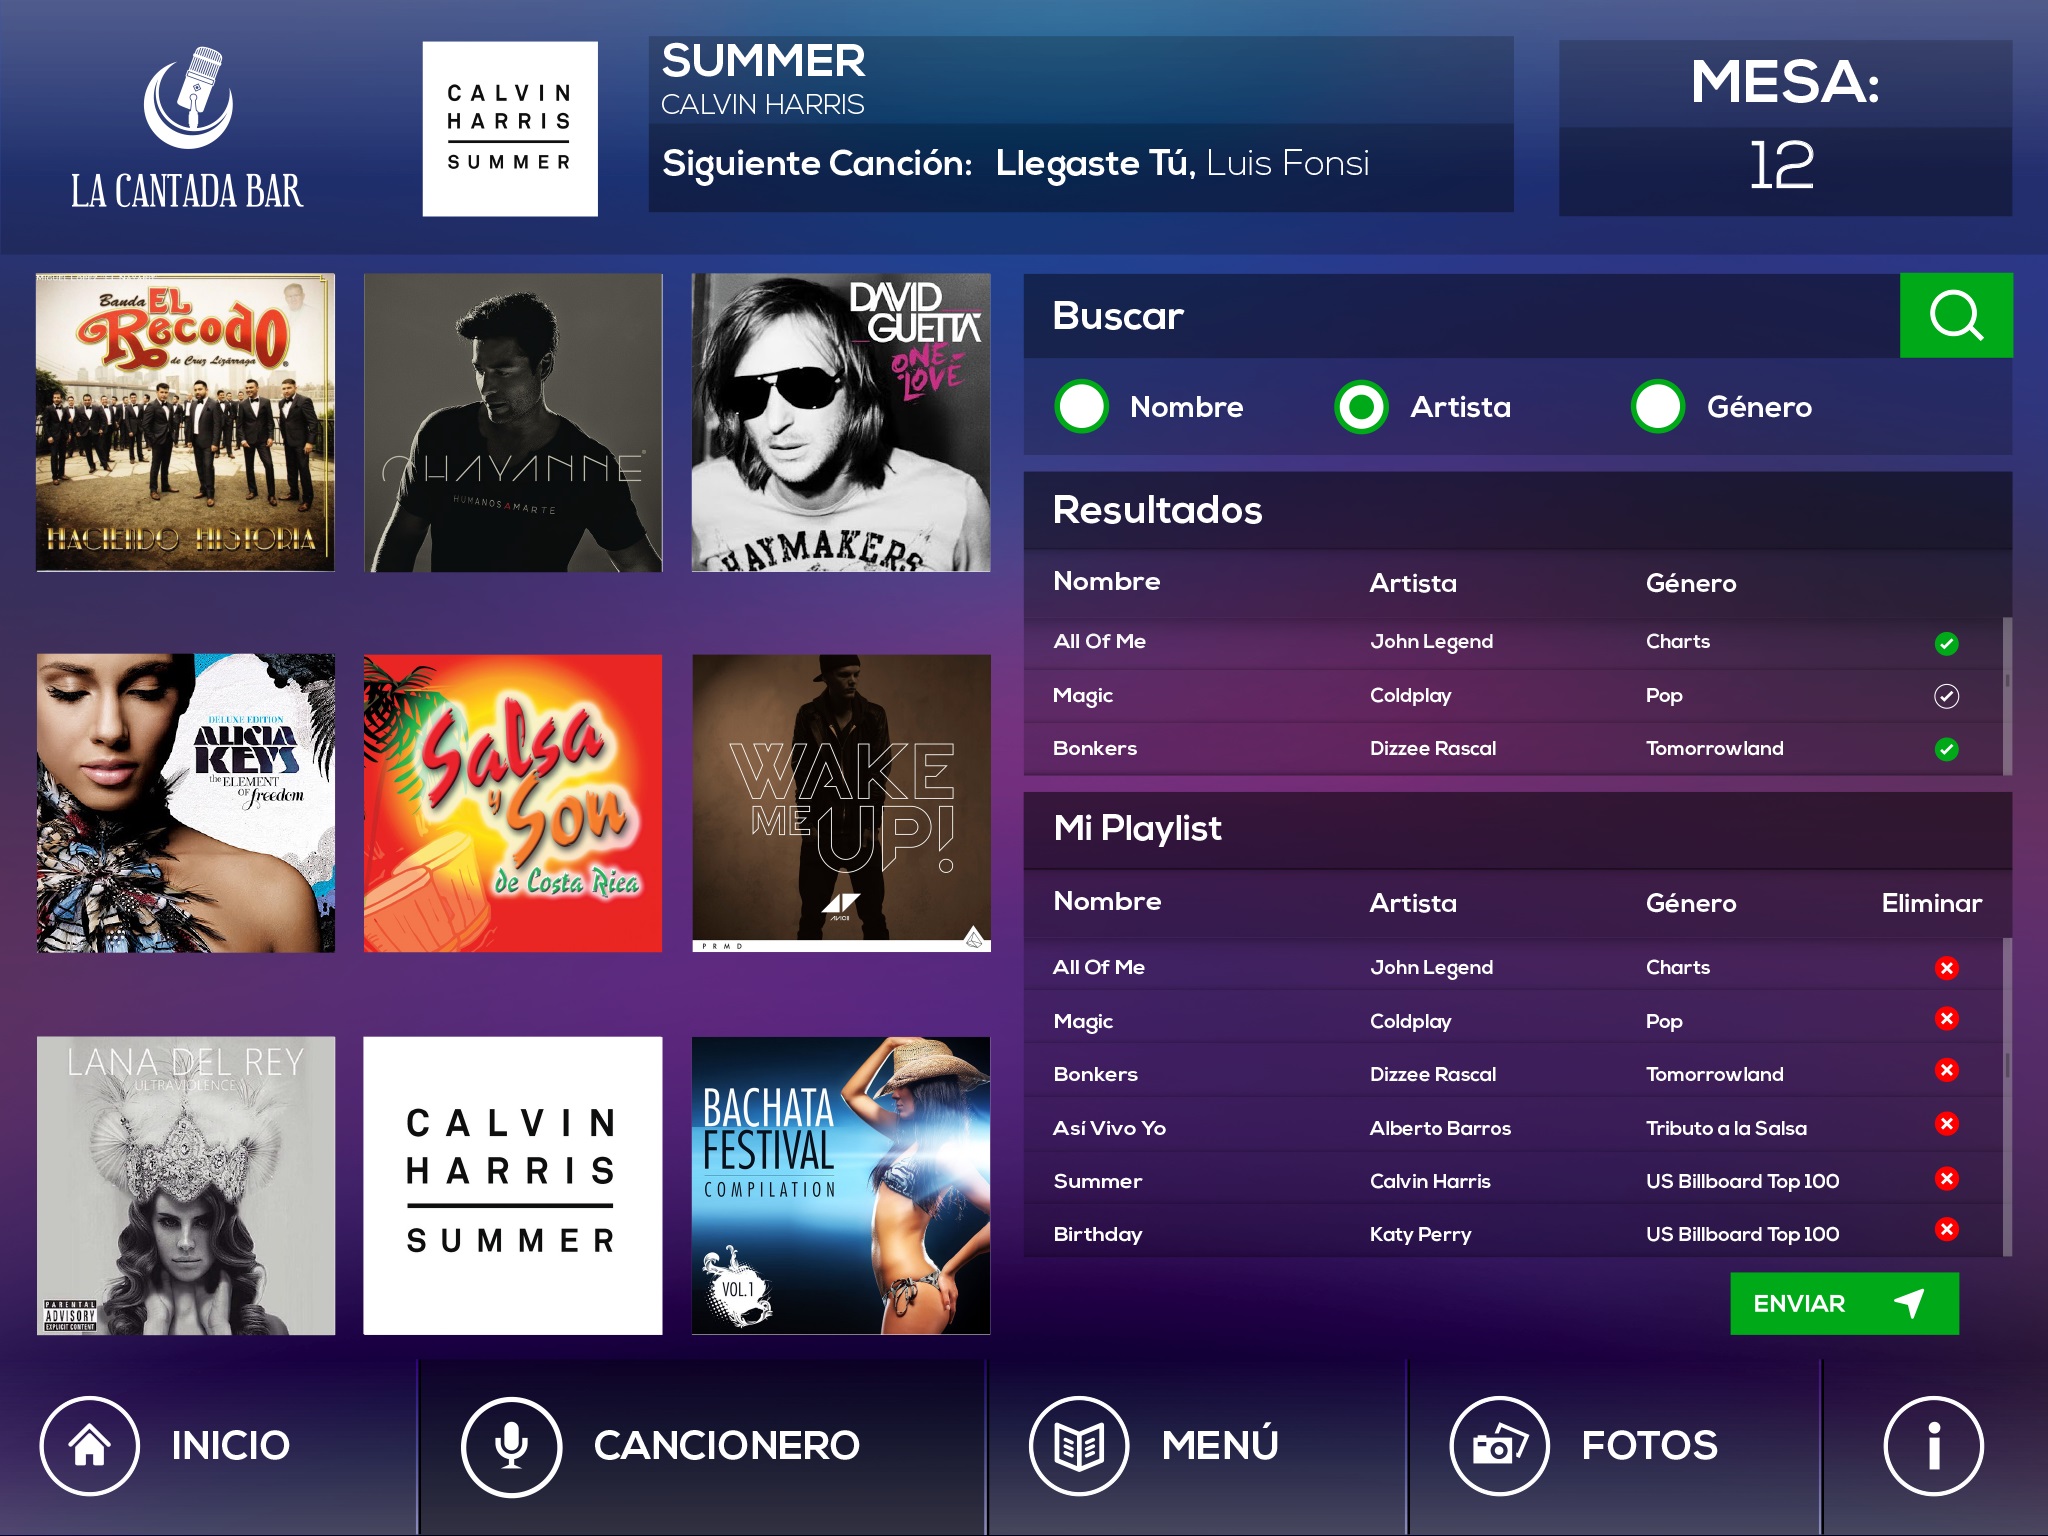 LA CANTADA BAR
CALVIN
HARRIS
SUMMER
SUMMER
CALVIN HARRIS
Siguiente Canción: Llegaste Tú, Luis Fonsi
MESA:
12
Banda EL
Recodo
de Cruz Lizárraga
HACIENDO HISTORIA
CHAYANNE
HUMANOS A MARTE
DAVID
GUETTA
ONE
LOVE
HAYMAKERS
DELUXE EDITION
ALICIA
KEYS
the ELEMENT
OF freedom
Salsa
y Son
de Costa Rica
WAKE
ME UP!
AVICII
PRMD
LANA DEL REY
ULTRAVIOLENCE
PARENTAL
ADVISORY
EXPLICIT CONTENT
CALVIN
HARRIS
SUMMER
BACHATA
FESTIVAL
COMPILATION
VOL.1
Buscar
Nombre Artista Género
Resultados
Nombre Artista Género
All Of Me John Legend Charts
Magic Coldplay Pop
Bonkers Dizzee Rascal Tomorrowland
Mi Playlist
Nombre Artista Género Eliminar
All Of Me John Legend Charts
Magic Coldplay Pop
Bonkers Dizzee Rascal Tomorrowland
Así Vivo Yo Alberto Barros Tributo a la Salsa
Summer Calvin Harris US Billboard Top 100
Birthday Katy Perry US Billboard Top 100
ENVIAR
INICIO CANCIONERO MENÚ FOTOS